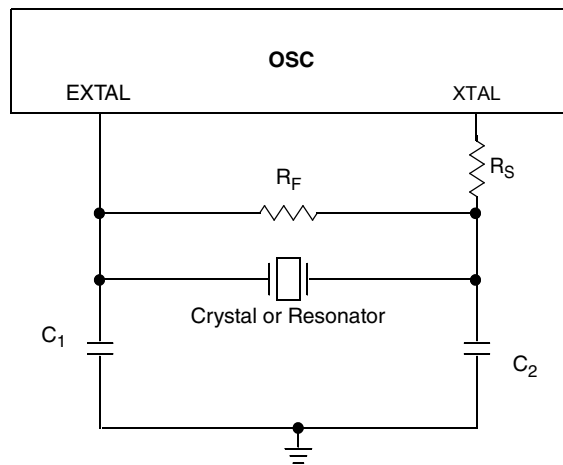 OSC
EXTAL
XTAL
R_S
R_F
Crystal or Resonator
C_1
C_2